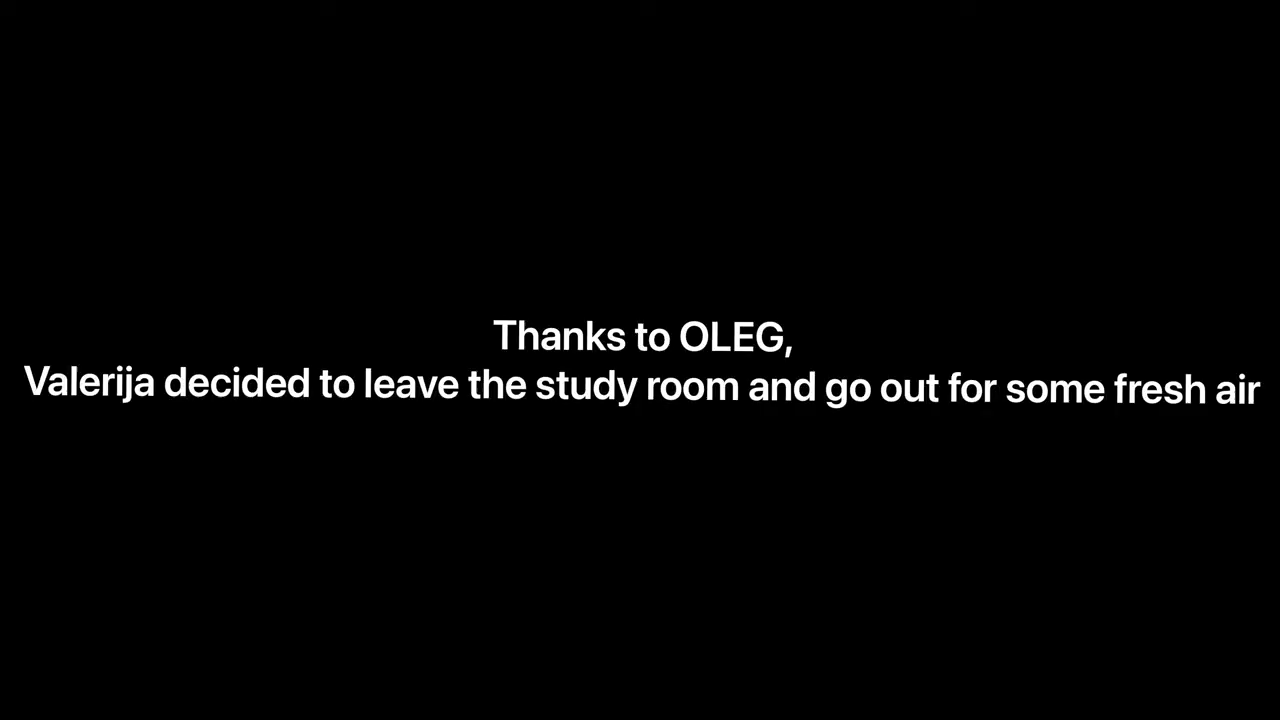 Thanks to OLEG,
Valerija decided to leave the study room and go out for some fresh air